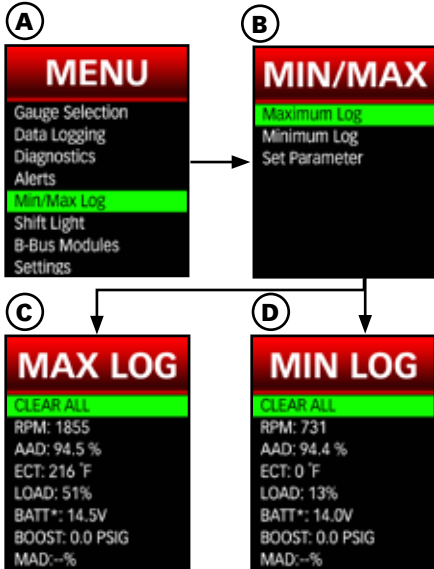 A
MENU
Gauge Selection
Data Logging
Diagnostics
Alerts
Min/Max Log
Shift Light
B-Bus Modules
Settings
B
MIN/MAX
Maximum Log
Minimum Log
Set Parameter
C
MAX LOG
CLEAR ALL
RPM: 1855
AAD: 94.5 %
ECT: 216 °F
LOAD: 51%
BATT*: 14.5V
BOOST: 0.0 PSIG
MAD:--%
D
MIN LOG
CLEAR ALL
RPM: 731
AAD: 94.4 %
ECT: 0 °F
LOAD: 13%
BATT*: 14.0V
BOOST: 0.0 PSIG
MAD:--%